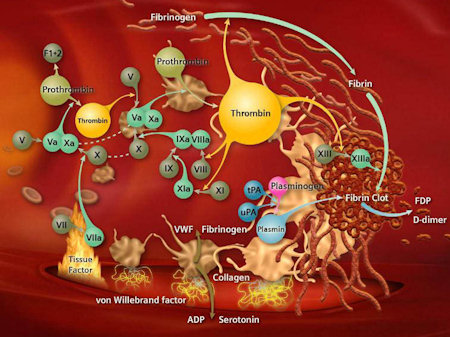 Fibrinogen
F1+2
V
Prothrombin
Fibrin
Prothrombin
Thrombin
Va
Xa
Thrombin
V
Va
Xa
X
X
IXa
VIIIa
XIII
XIIIa
IX
VIII
XIa
XI
tPA
Plasminogen
Fibrin Clot
FDP
uPA
D-dimer
VII
VIIa
VWF
Fibrinogen
Plasmin
Tissue
Factor
Collagen
von Willebrand factor
ADP
Serotonin